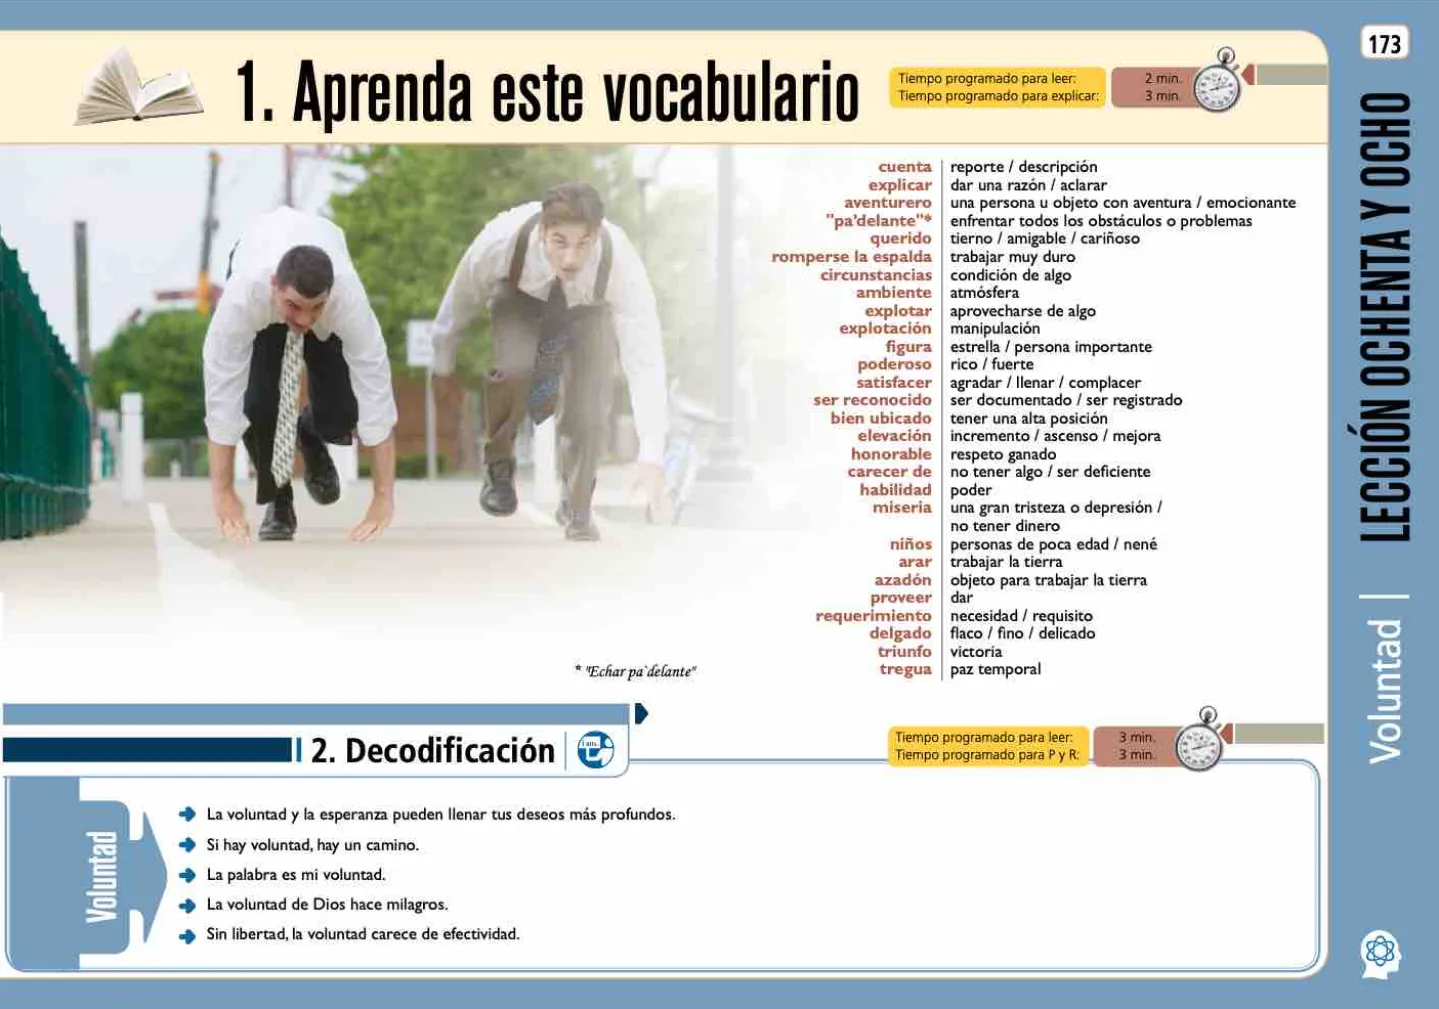 173
1. Aprenda este vocabulario
Tiempo programado para leer: 2 min.
Tiempo programado para explicar: 3 min.
LECCIÓN OCHENTA Y OCHO
Voluntad
cuenta reporte / descripción
explicar dar una razón / aclarar
aventurero una persona u objeto con aventura / emocionante
"pa'delante"* enfrentar todos los obstáculos o problemas
querido tierno / amigable / cariñoso
romperse la espalda trabajar muy duro
circunstancias condición de algo
ambiente atmósfera
explotar aprovecharse de algo
explotación manipulación
figura estrella / persona importante
poderoso rico / fuerte
satisfacer agradar / llenar / complacer
ser reconocido ser documentado / ser registrado
bien ubicado tener una alta posición
elevación incremento / ascenso / mejora
honorable respeto ganado
carecer de no tener algo / ser deficiente
habilidad poder
miseria una gran tristeza o depresión /
no tener dinero
niños personas de poca edad / nené
arar trabajar la tierra
azadón objeto para trabajar la tierra
proveer dar
requerimiento necesidad / requisito
delgado flaco / fino / delicado
triunfo victoria
tregua paz temporal
* "Echar pa`delante"
2. Decodificación
Tiempo programado para leer: 3 min.
Tiempo programado para P y R: 3 min.
Voluntad
La voluntad y la esperanza pueden llenar tus deseos más profundos.
Si hay voluntad, hay un camino.
La palabra es mi voluntad.
La voluntad de Dios hace milagros.
Sin libertad, la voluntad carece de efectividad.